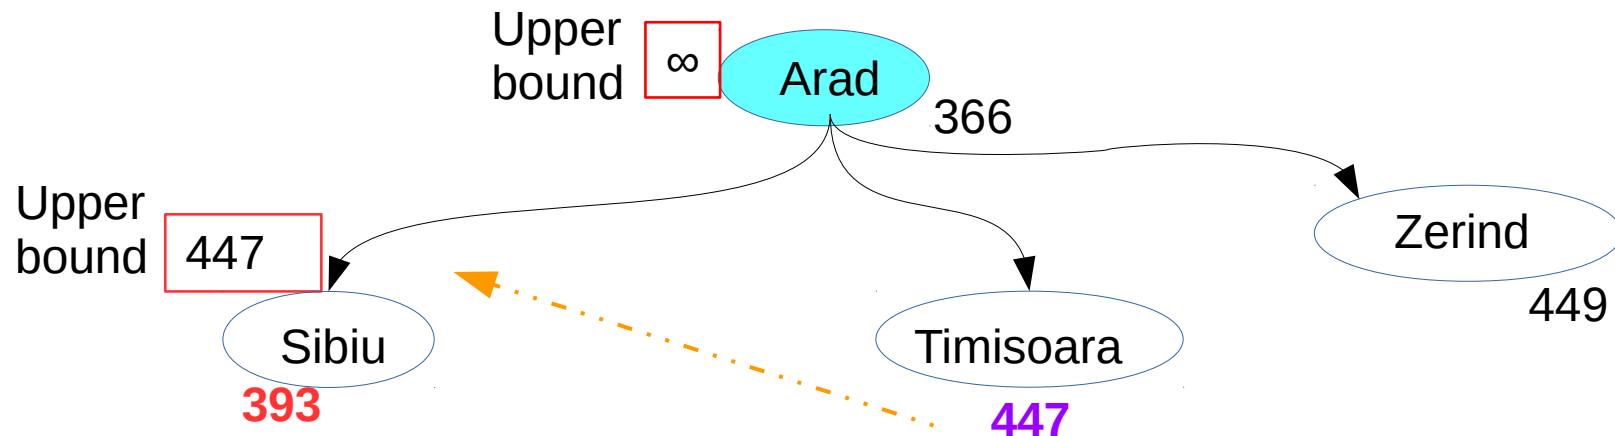 Upper
bound
∞
Arad
366
Upper
bound
447
Zerind
449
Sibiu
393
Timisoara
447